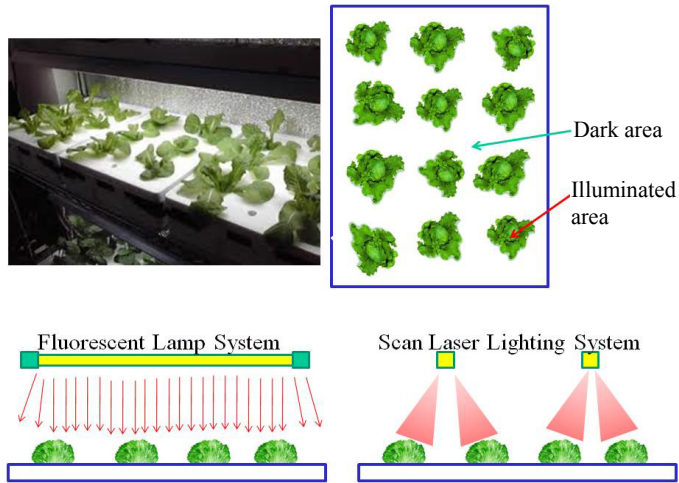 Dark area
Illuminated
area
Fluorescent Lamp System
Scan Laser Lighting System